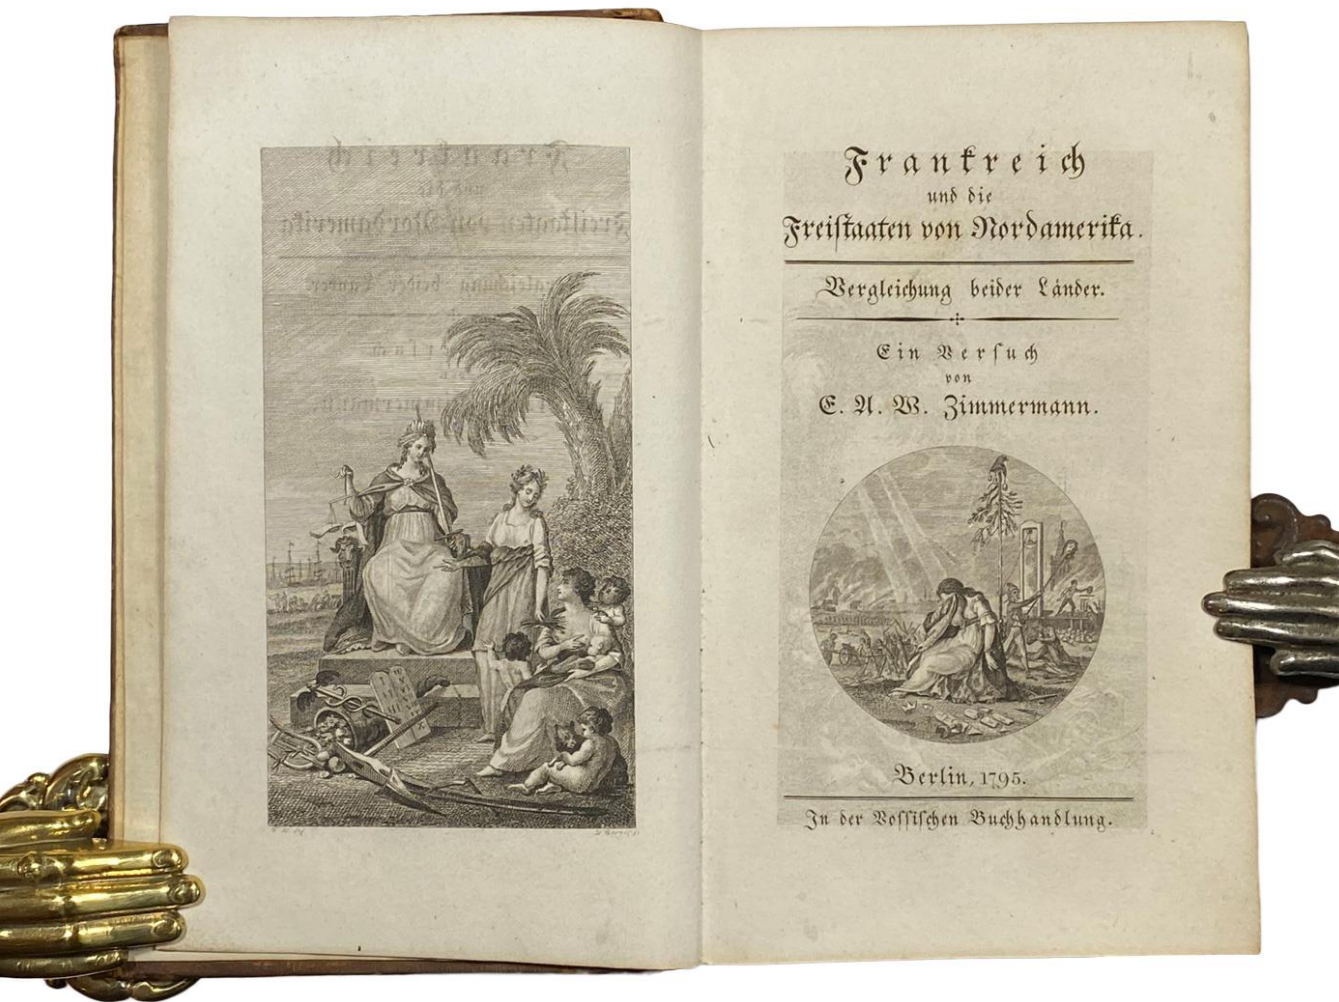 Frankreich
und die
Freiſtaaten von Nordamerika.
Vergleichung beider Länder.
Ein Verſuch
von
E. A. W. Zimmermann.
Berlin, 1795.
In der Voſſiſchen Buchhandlung.